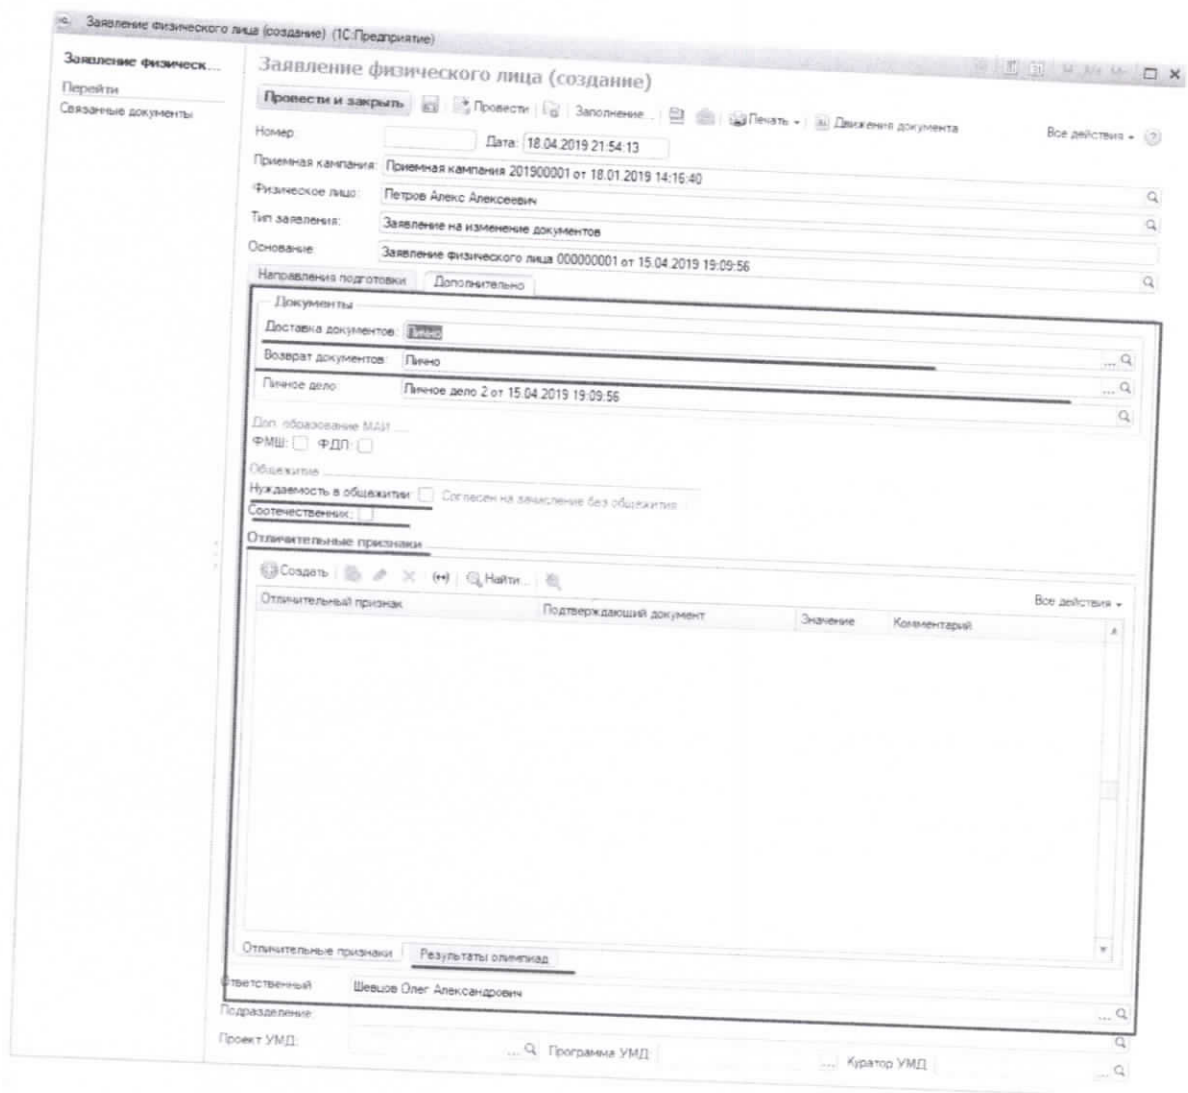 Заявление физического лица (создание) (1С:Предприятие)
Заявление физическ...
Перейти
Связанные документы
Заявление физического лица (создание)
Провести и закрыть Провести Заполнение... Печать Движения документа Все действия
Номер: Дата: 18.04.2019 21:54:13
Приемная кампания: Приемная кампания 201900001 от 18.01.2019 14:16:40
Физическое лицо: Петров Алекс Алексеевич
Тип заявления: Заявление на изменение документов
Основание: Заявление физического лица 000000001 от 15.04.2019 19:09:56
Направления подготовки Дополнительно
Документы
Доставка документов: Лично
Возврат документов: Лично
Личное дело: Личное дело 2 от 15.04.2019 19:09:56
Доп. образование МАИ
ФМШ: ФДП:
Общежитие
Нуждаемость в общежитии: Согласен на зачисление без общежития
Соотечественник:
Отличительные признаки
Создать Найти... Все действия
Отличительный признак Подтверждающий документ Значение Комментарий
Отличительные признаки Результаты олимпиад
тветственный Шевцов Олег Александрович
Подразделение:
Проект УМД: ... Программа УМД: ... Куратор УМД: ...